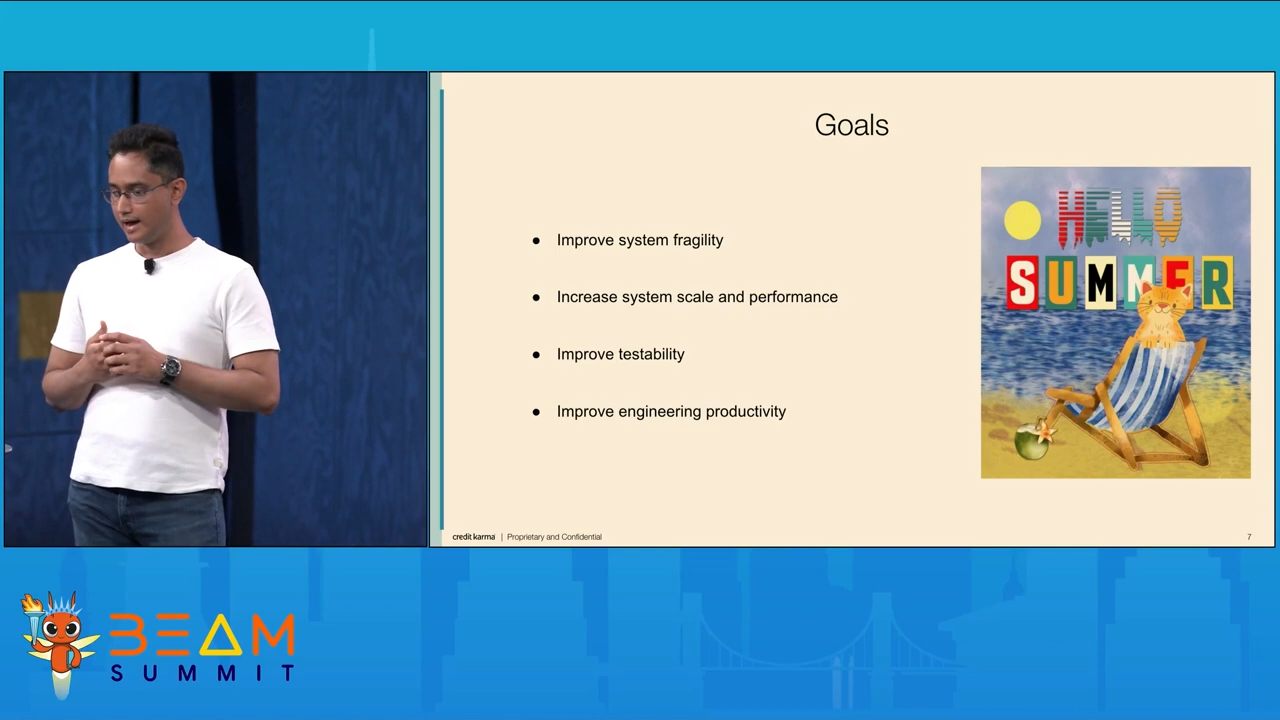 Goals
HELLO
SUMMER
● Improve system fragility
● Increase system scale and performance
● Improve testability
● Improve engineering productivity
credit karma | Proprietary and Confidential
7
BEAM
SUMMIT